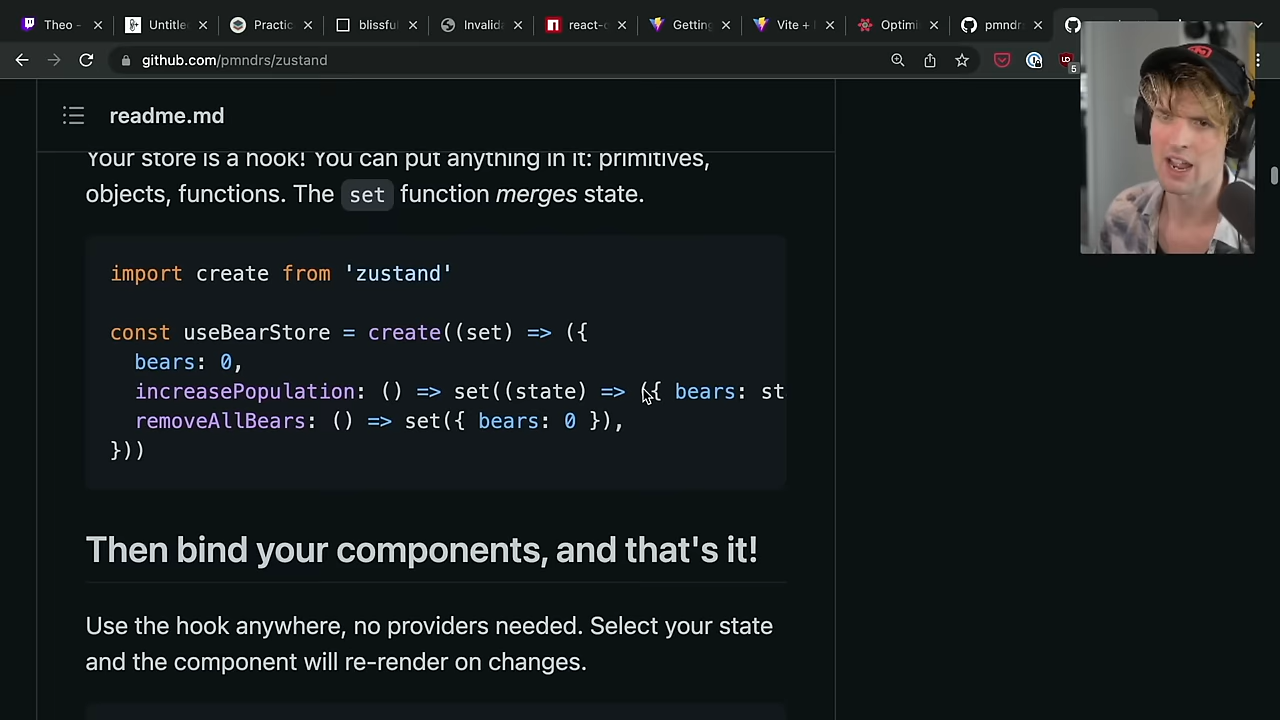 Theo -
Untitle
Practic
blissfu
Invalid
react-c
Getting
Vite +
Optimi
pmndr
github.com/pmndrs/zustand
5
readme.md
Your store is a hook! You can put anything in it: primitives,
objects, functions. The set function merges state.
import create from 'zustand'
const useBearStore = create((set) => ({
bears: 0,
increasePopulation: () => set((state) => ({ bears: st
removeAllBears: () => set({ bears: 0 }),
}))
Then bind your components, and that's it!
Use the hook anywhere, no providers needed. Select your state
and the component will re-render on changes.